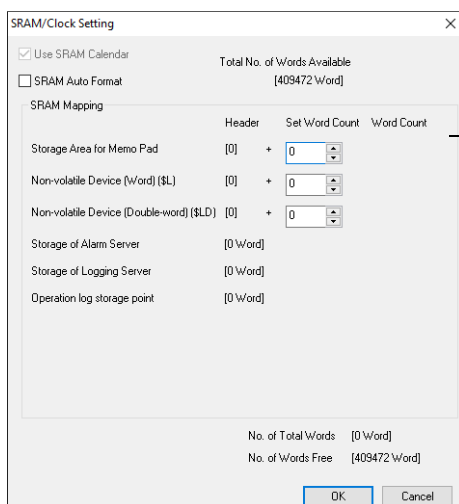 SRAM/Clock Setting
Use SRAM Calendar
Total No. of Words Available
SRAM Auto Format
[409472 Word]
SRAM Mapping
Header Set Word Count Word Count
Storage Area for Memo Pad [0] + 0
Non-volatile Device (Word) ($L) [0] + 0
Non-volatile Device (Double-word) ($LD) [0] + 0
Storage of Alarm Server [0 Word]
Storage of Logging Server [0 Word]
Operation log storage point [0 Word]
No. of Total Words [0 Word]
No. of Words Free [409472 Word]
OK Cancel